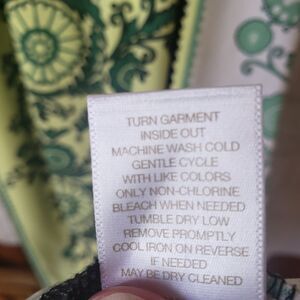 TURN GARMENT
INSIDE OUT
MACHINE WASH COLD
GENTLE CYCLE
WITH LIKE COLORS
ONLY NON-CHLORINE
BLEACH WHEN NEEDED
TUMBLE DRY LOW
REMOVE PROMPTLY
COOL IRON ON REVERSE
IF NEEDED
MAY BE DRY CLEANED